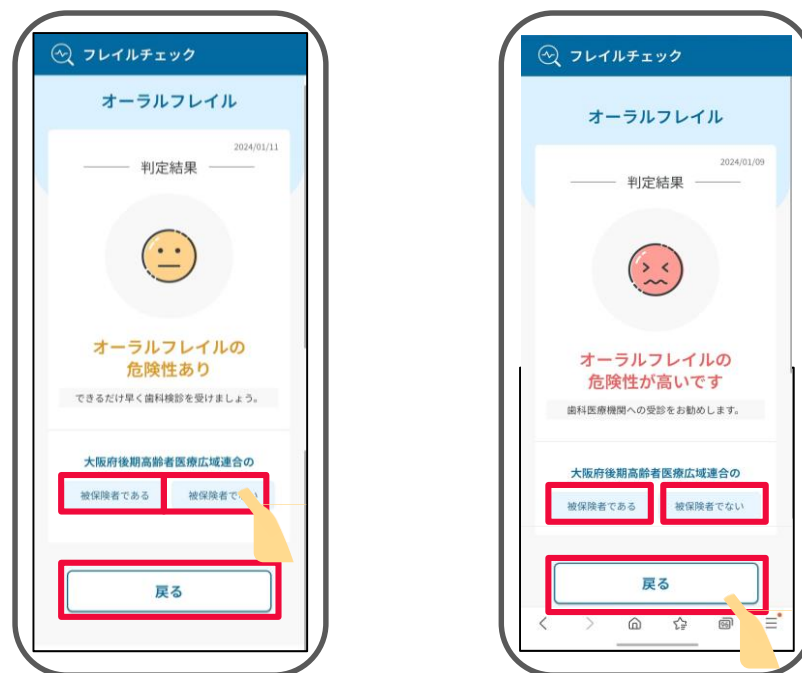 フレイルチェック
オーラルフレイル
2024/01/11
判定結果
オーラルフレイルの
危険性あり
できるだけ早く歯科検診を受けましょう。
大阪府後期高齢者医療広域連合の
被保険者である
被保険者でない
戻る
フレイルチェック
オーラルフレイル
2024/01/09
判定結果
オーラルフレイルの
危険性が高いです
歯科医療機関への受診をお勧めします。
大阪府後期高齢者医療広域連合の
被保険者である
被保険者でない
戻る